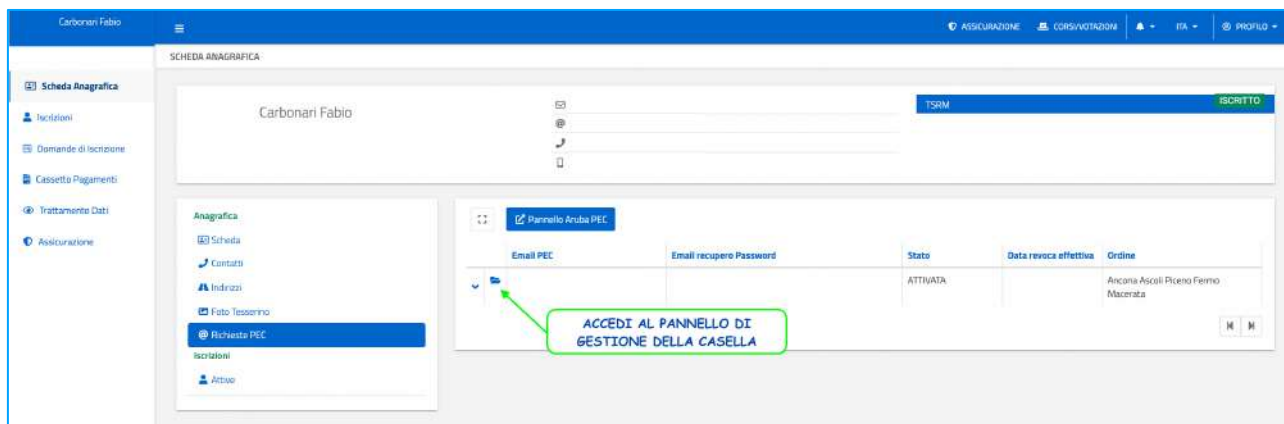 Carbonari Fabio
ASSICURAZIONE CORSI/VOTAZIONI ITA PROFILO
SCHEDA ANAGRAFICA
Scheda Anagrafica
Iscrizioni
Domande di Iscrizione
Cassetto Pagamenti
Trattamento Dati
Assicurazione
Carbonari Fabio
@
TSRM
ISCRITTO
Anagrafica
Scheda
Contatti
Indirizzi
Foto Tesserino
@ Richieste PEC
Iscrizioni
Attive
Pannello Aruba PEC
Email PEC Email recupero Password Stato Data revoca effettiva Ordine
ATTIVATA Ancona Ascoli Piceno Fermo
Macerata
ACCEDI AL PANNELLO DI
GESTIONE DELLA CASELLA